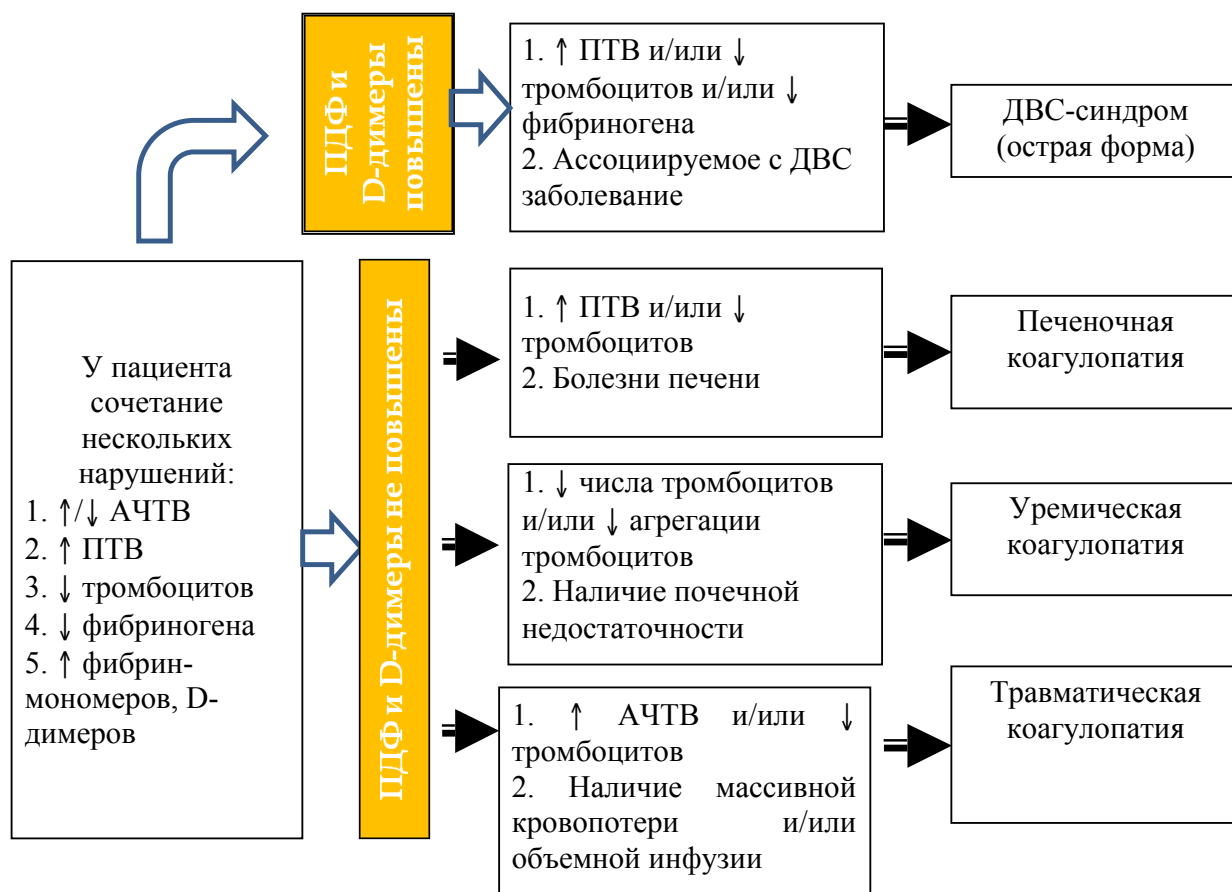 У пациента
сочетание
нескольких
нарушений:
1. ↑/↓ АЧТВ
2. ↑ ПТВ
3. ↓ тромбоцитов
4. ↓ фибриногена
5. ↑ фибрин-
мономеров, D-
димеров
ПДФ и
D-димеры
повышены
1. ↑ ПТВ и/или ↓
тромбоцитов и/или ↓
фибриногена
2. Ассоциируемое с ДВС
заболевание
ДВС-синдром
(острая форма)
ПДФ и D-димеры не повышены
1. ↑ ПТВ и/или ↓
тромбоцитов
2. Болезни печени
Печеночная
коагулопатия
1. ↓ числа тромбоцитов
и/или ↓ агрегации
тромбоцитов
2. Наличие почечной
недостаточности
Уремическая
коагулопатия
1. ↑ АЧТВ и/или ↓
тромбоцитов
2. Наличие массивной
кровопотери и/или
объемной инфузии
Травматическая
коагулопатия